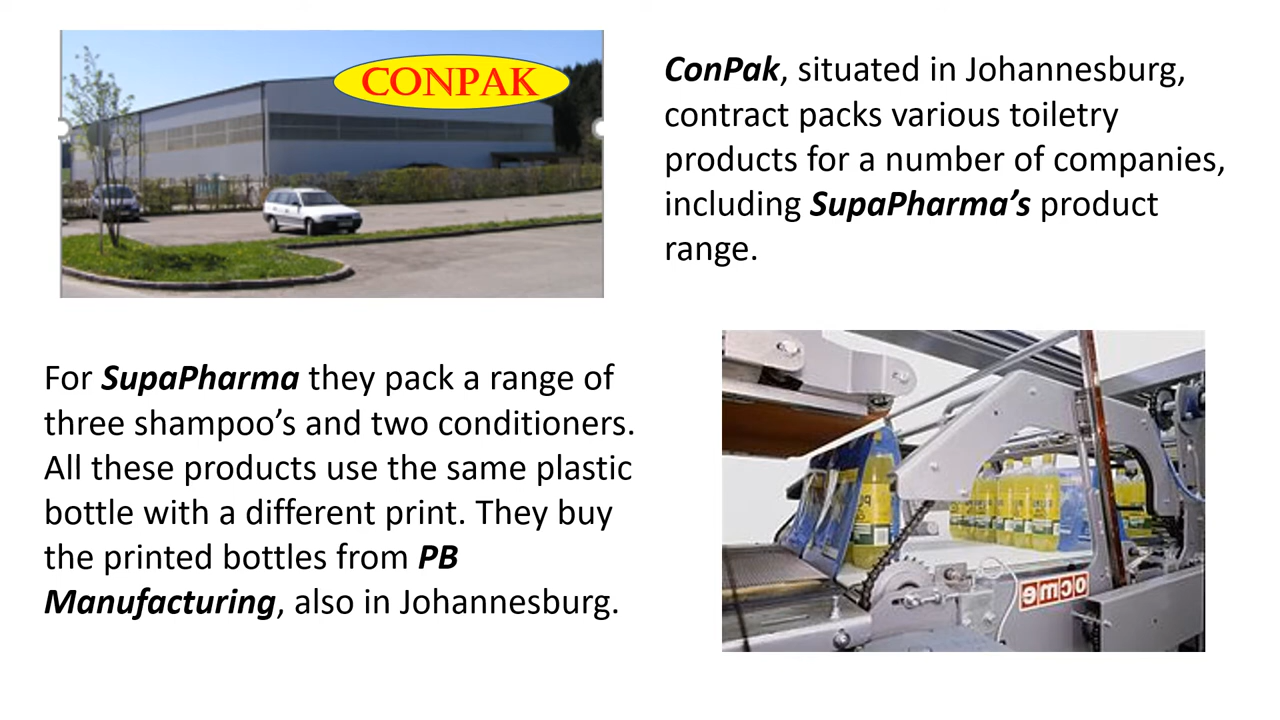 CONPAK
ConPak, situated in Johannesburg,
contract packs various toiletry
products for a number of companies,
including SupaPharma’s product
range.
For SupaPharma they pack a range of
three shampoo’s and two conditioners.
All these products use the same plastic
bottle with a different print. They buy
the printed bottles from PB
Manufacturing, also in Johannesburg.
ocme